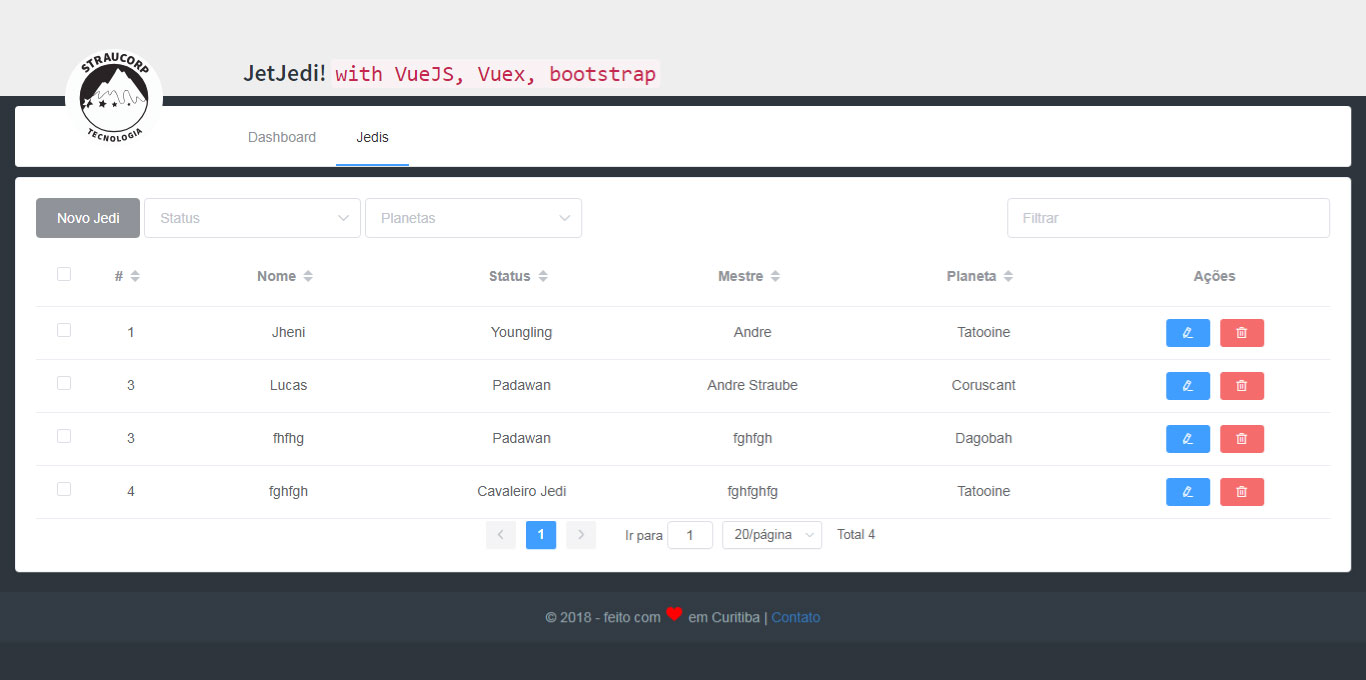 STRAUCORP
TECNOLOGIA
JetJedi! with VueJS, Vuex, bootstrap
Dashboard Jedis
Novo Jedi Status Planetas Filtrar
# Nome Status Mestre Planeta Ações
1 Jheni Youngling Andre Tatooine
3 Lucas Padawan Andre Straube Coruscant
3 fhfhg Padawan fghfgh Dagobah
4 fghfgh Cavaleiro Jedi fghfghfg Tatooine
1 Ir para 1 20/página Total 4
© 2018 - feito com ❤ em Curitiba | Contato